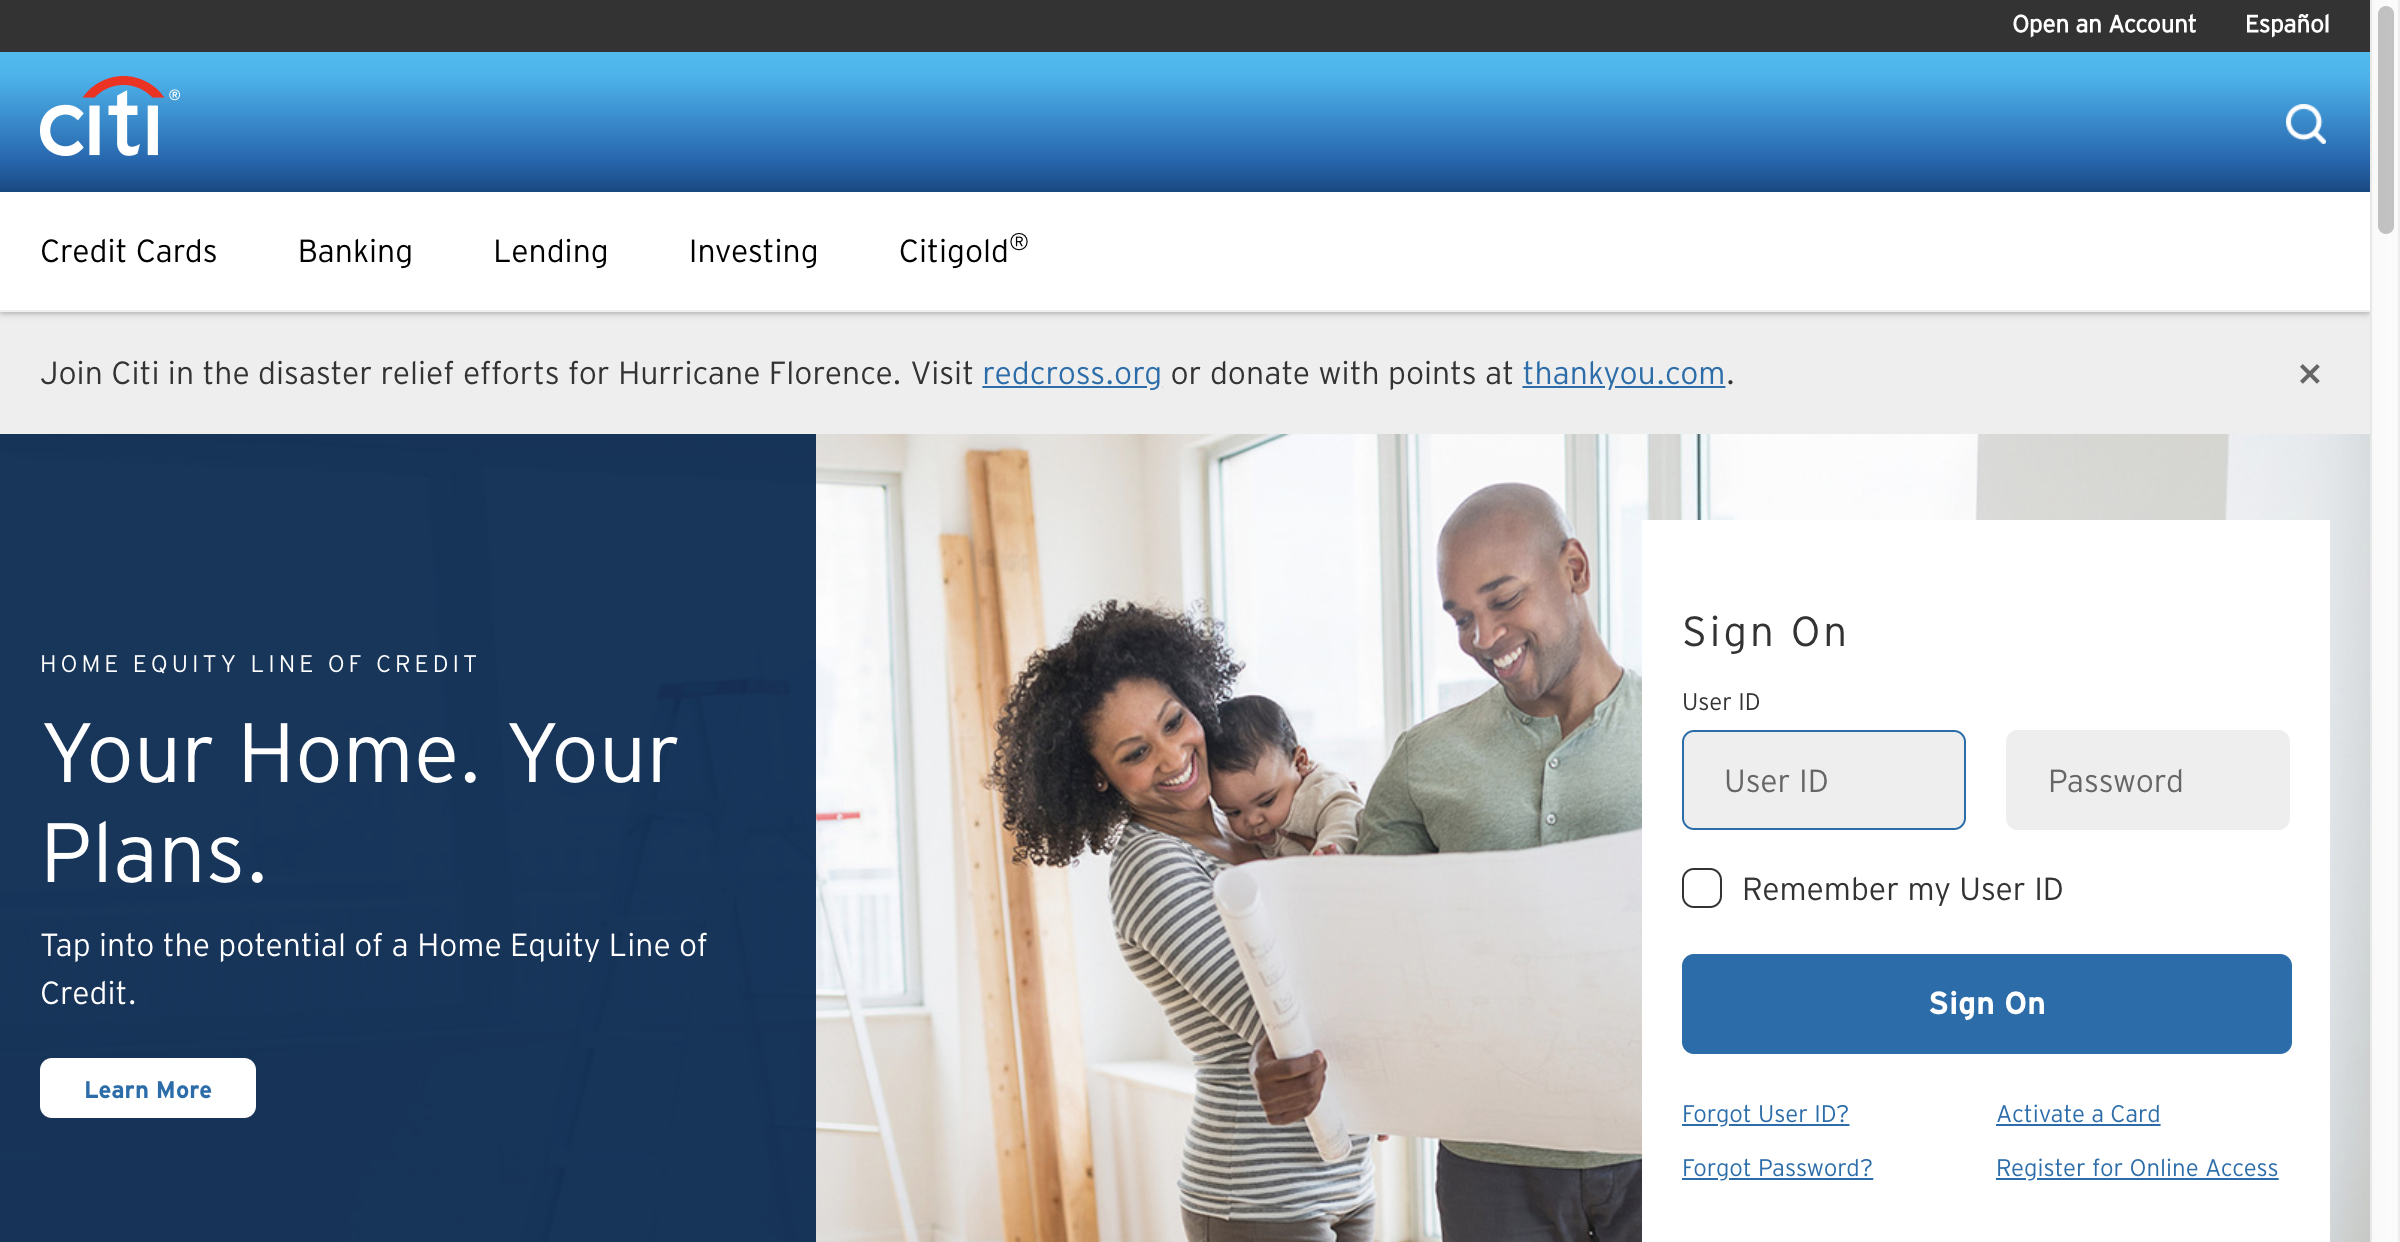 Open an Account Español
citi®
Credit Cards Banking Lending Investing Citigold®
Join Citi in the disaster relief efforts for Hurricane Florence. Visit redcross.org or donate with points at thankyou.com.
HOME EQUITY LINE OF CREDIT
Your Home. Your
Plans.
Tap into the potential of a Home Equity Line of
Credit.
Learn More
Sign On
User ID
User ID Password
Remember my User ID
Sign On
Forgot User ID? Activate a Card
Forgot Password? Register for Online Access